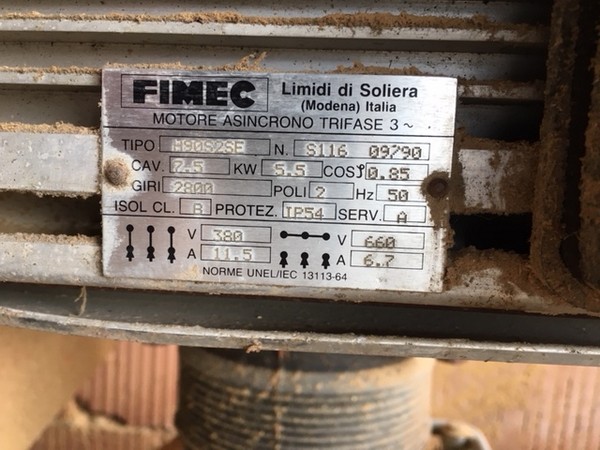 FIMEC Limidi di Soliera
(Modena) Italia
MOTORE ASINCRONO TRIFASE 3 ~
TIPO M90S2SE N. S116 09790
CAV. 7.5 KW 5.5 COSφ 0.85
GIRI 2800 POLI 2 Hz 50
ISOL CL. B PROTEZ. IP54 SERV. A
V 380 V 660
A 11.5 A 6.7
NORME UNEL/IEC 13113-64